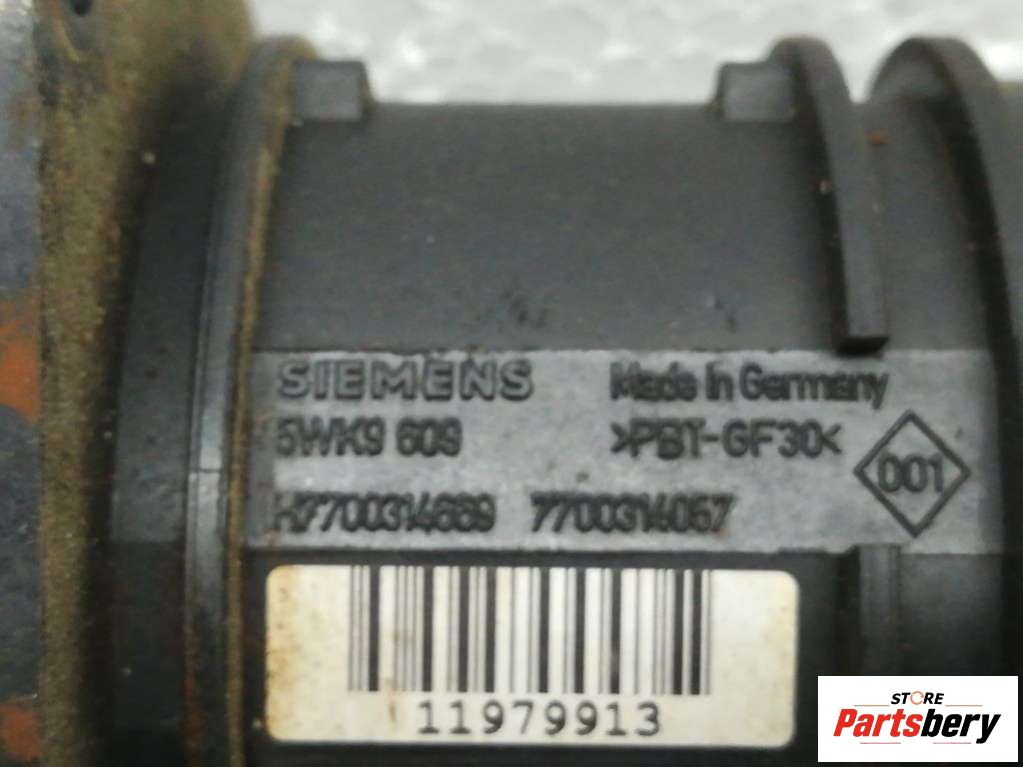 SIEMENS Made in Germany
5WK9 609 >PBT-GF30<
001
H7700314669 7700314057
11979913
STORE
Partsbery